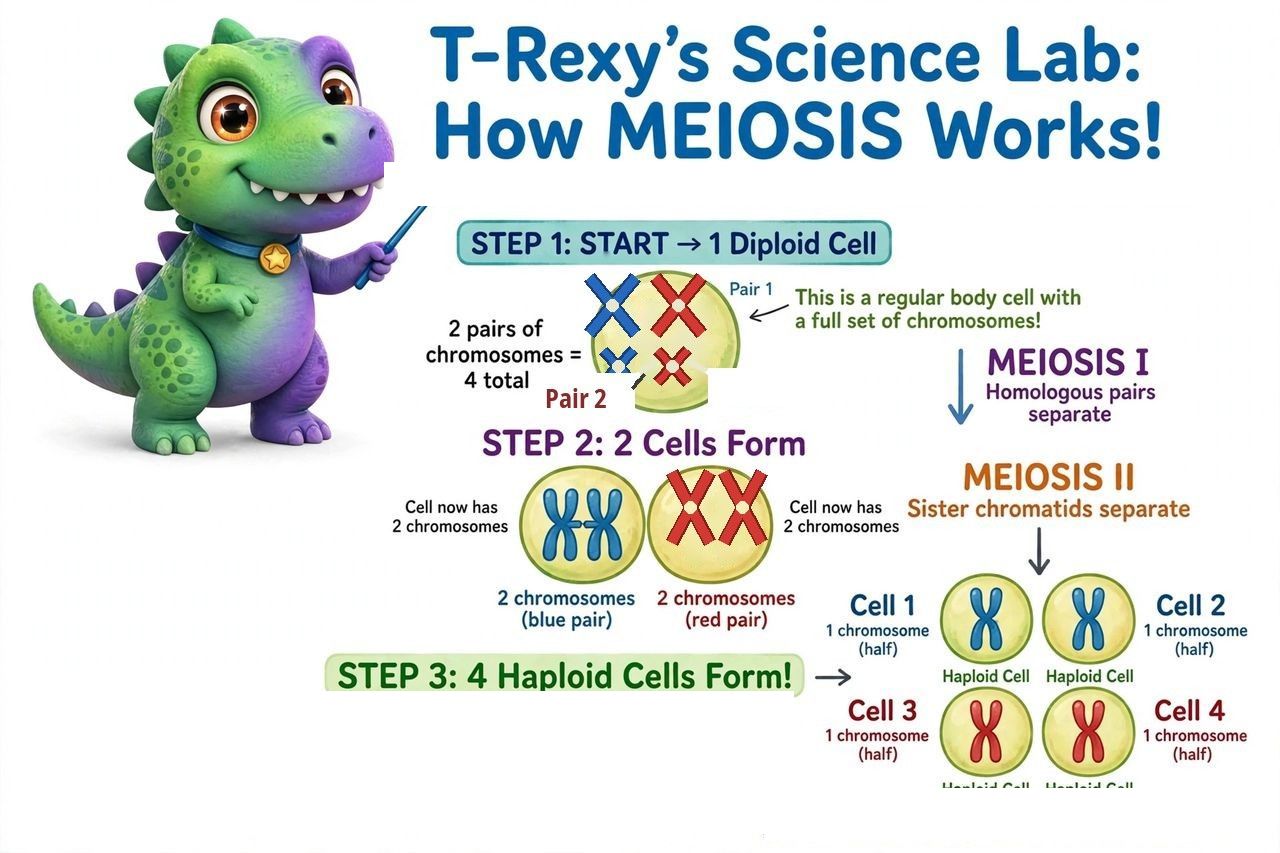 T-Rexy's Science Lab:
How MEIOSIS Works!
STEP 1: START → 1 Diploid Cell
Pair 1
This is a regular body cell with
a full set of chromosomes!
2 pairs of
chromosomes =
4 total
Pair 2
MEIOSIS I
Homologous pairs
separate
STEP 2: 2 Cells Form
Cell now has
2 chromosomes
Cell now has
2 chromosomes
2 chromosomes
(blue pair)
2 chromosomes
(red pair)
MEIOSIS II
Sister chromatids separate
STEP 3: 4 Haploid Cells Form!
Cell 1
1 chromosome
(half)
Haploid Cell
Cell 2
1 chromosome
(half)
Haploid Cell
Cell 3
1 chromosome
(half)
Haploid Cell
Cell 4
1 chromosome
(half)
Haploid Cell